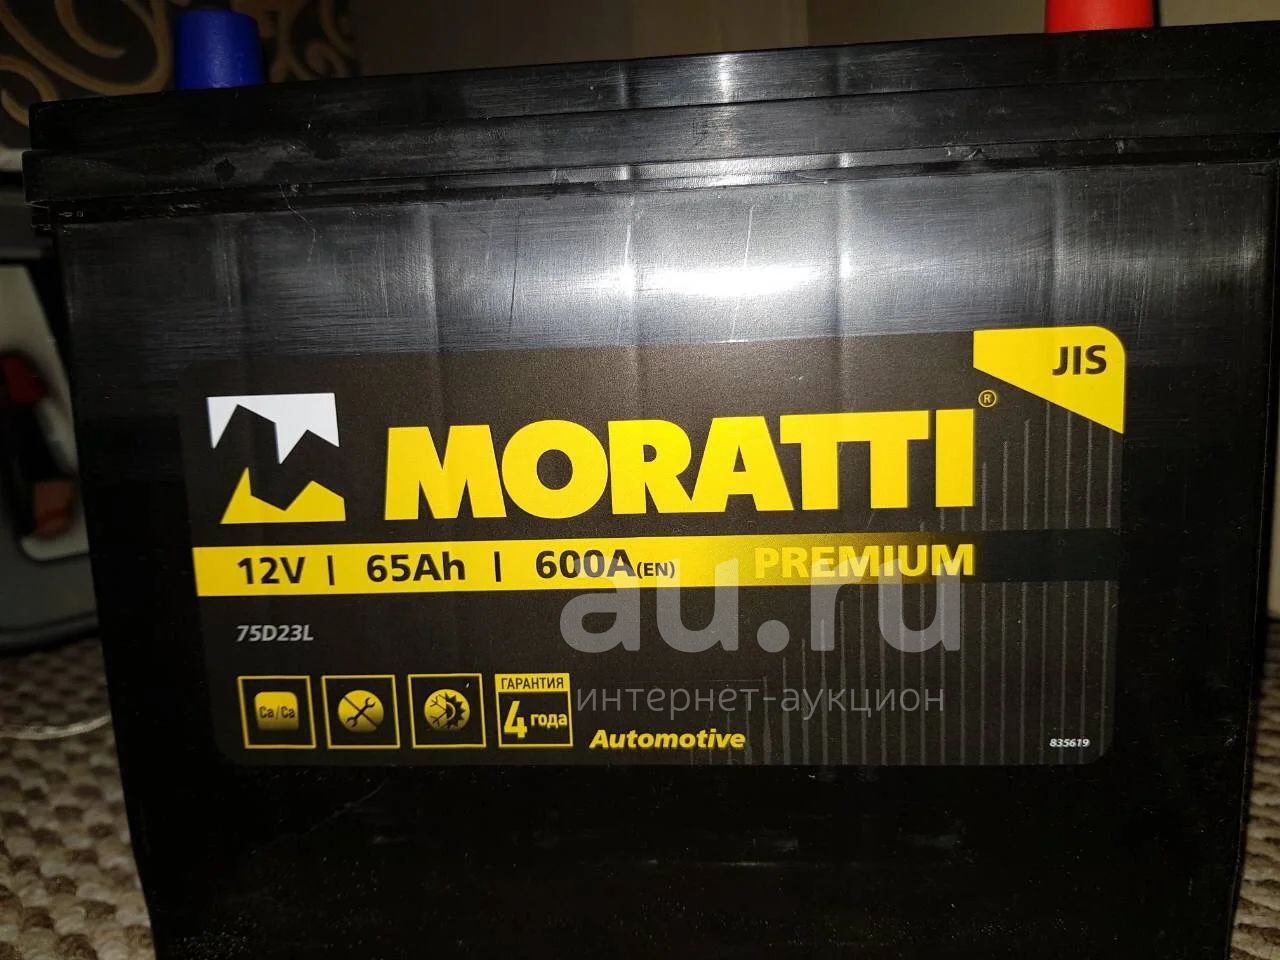 JIS
MORATTI®
12V | 65Ah | 600A(EN) PREMIUM
75D23L
au.ru
интернет-аукцион
Ca/Ca
ГАРАНТИЯ
4 года
Automotive
835619